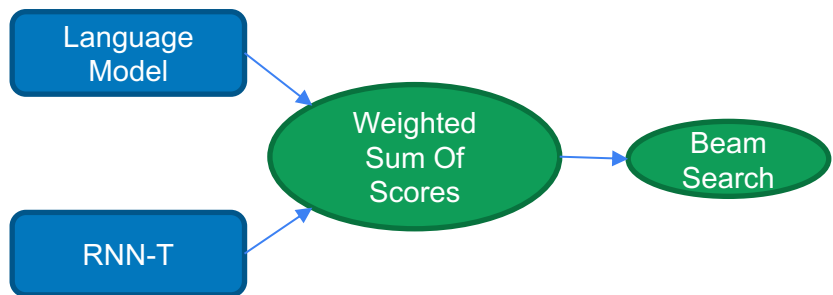 Language
Model
Weighted
Sum Of
Scores
Beam
Search
RNN-T